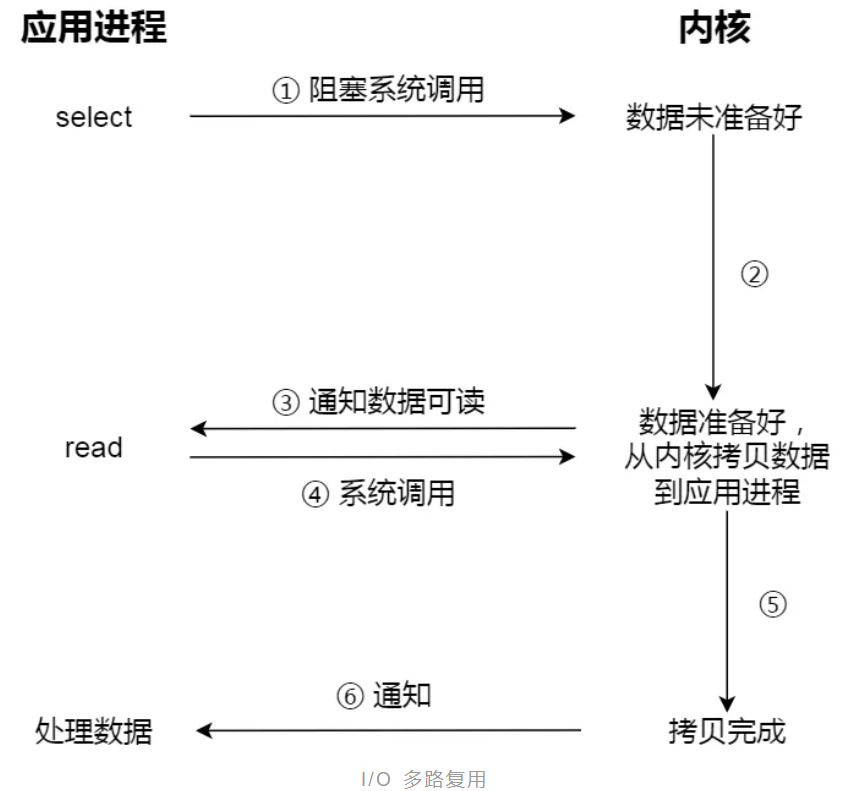 应用进程
内核
① 阻塞系统调用
select
数据未准备好
②
③ 通知数据可读
数据准备好，
read
从内核拷贝数据
④ 系统调用
到应用进程
⑤
⑥ 通知
处理数据
拷贝完成
I/O 多路复用